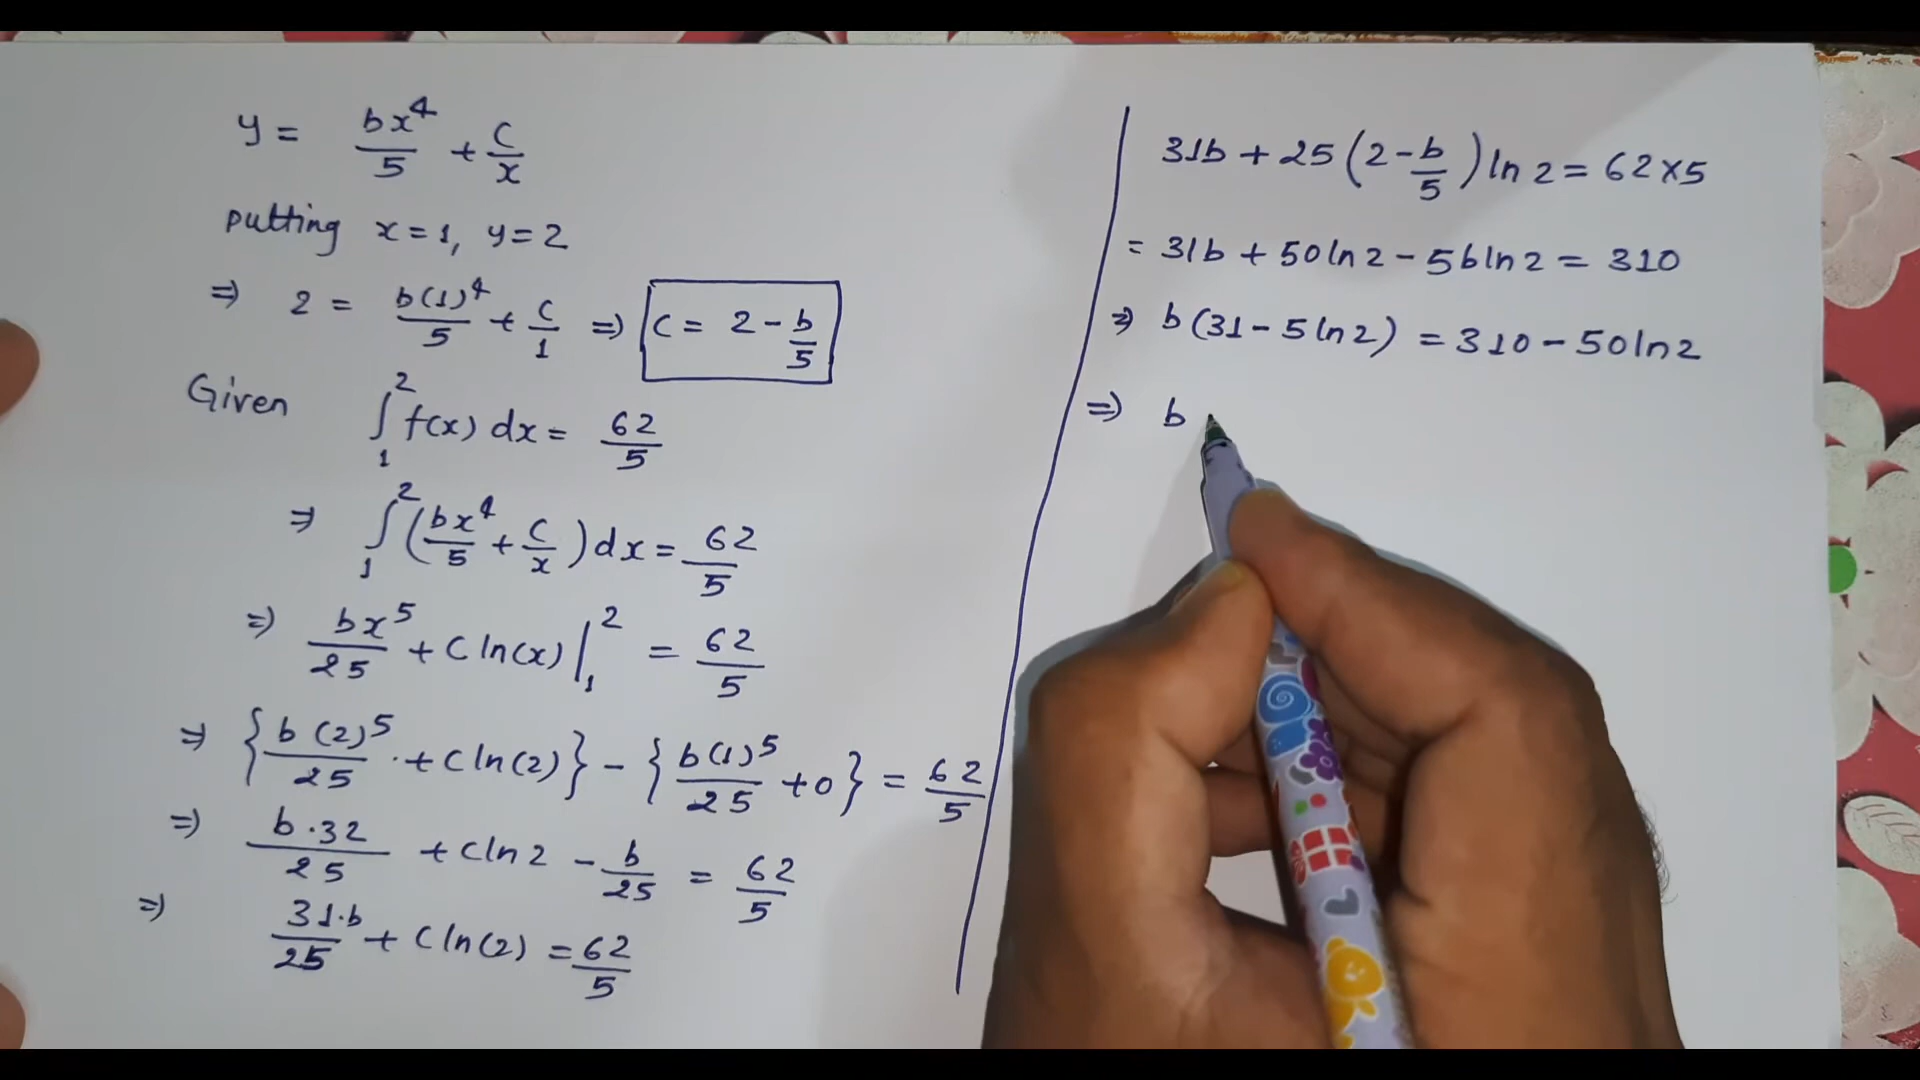 y = bx⁴/5 + c/x
putting x=1, y=2
⇒ 2 = b(1)⁴/5 + c/1 ⇒ c = 2 - b/5
Given ∫₁² f(x) dx = 62/5
⇒ ∫₁² (bx⁴/5 + c/x) dx = 62/5
⇒ bx⁵/25 + c ln(x) |₁² = 62/5
⇒ {b(2)⁵/25 + c ln(2)} - {b(1)⁵/25 + 0} = 62/5
⇒ b·32/25 + c ln 2 - b/25 = 62/5
⇒ 31·b/25 + c ln(2) = 62/5
31b + 25(2 - b/5) ln 2 = 62×5
= 31b + 50 ln 2 - 5b ln 2 = 310
⇒ b(31 - 5 ln 2) = 310 - 50 ln 2
⇒ b